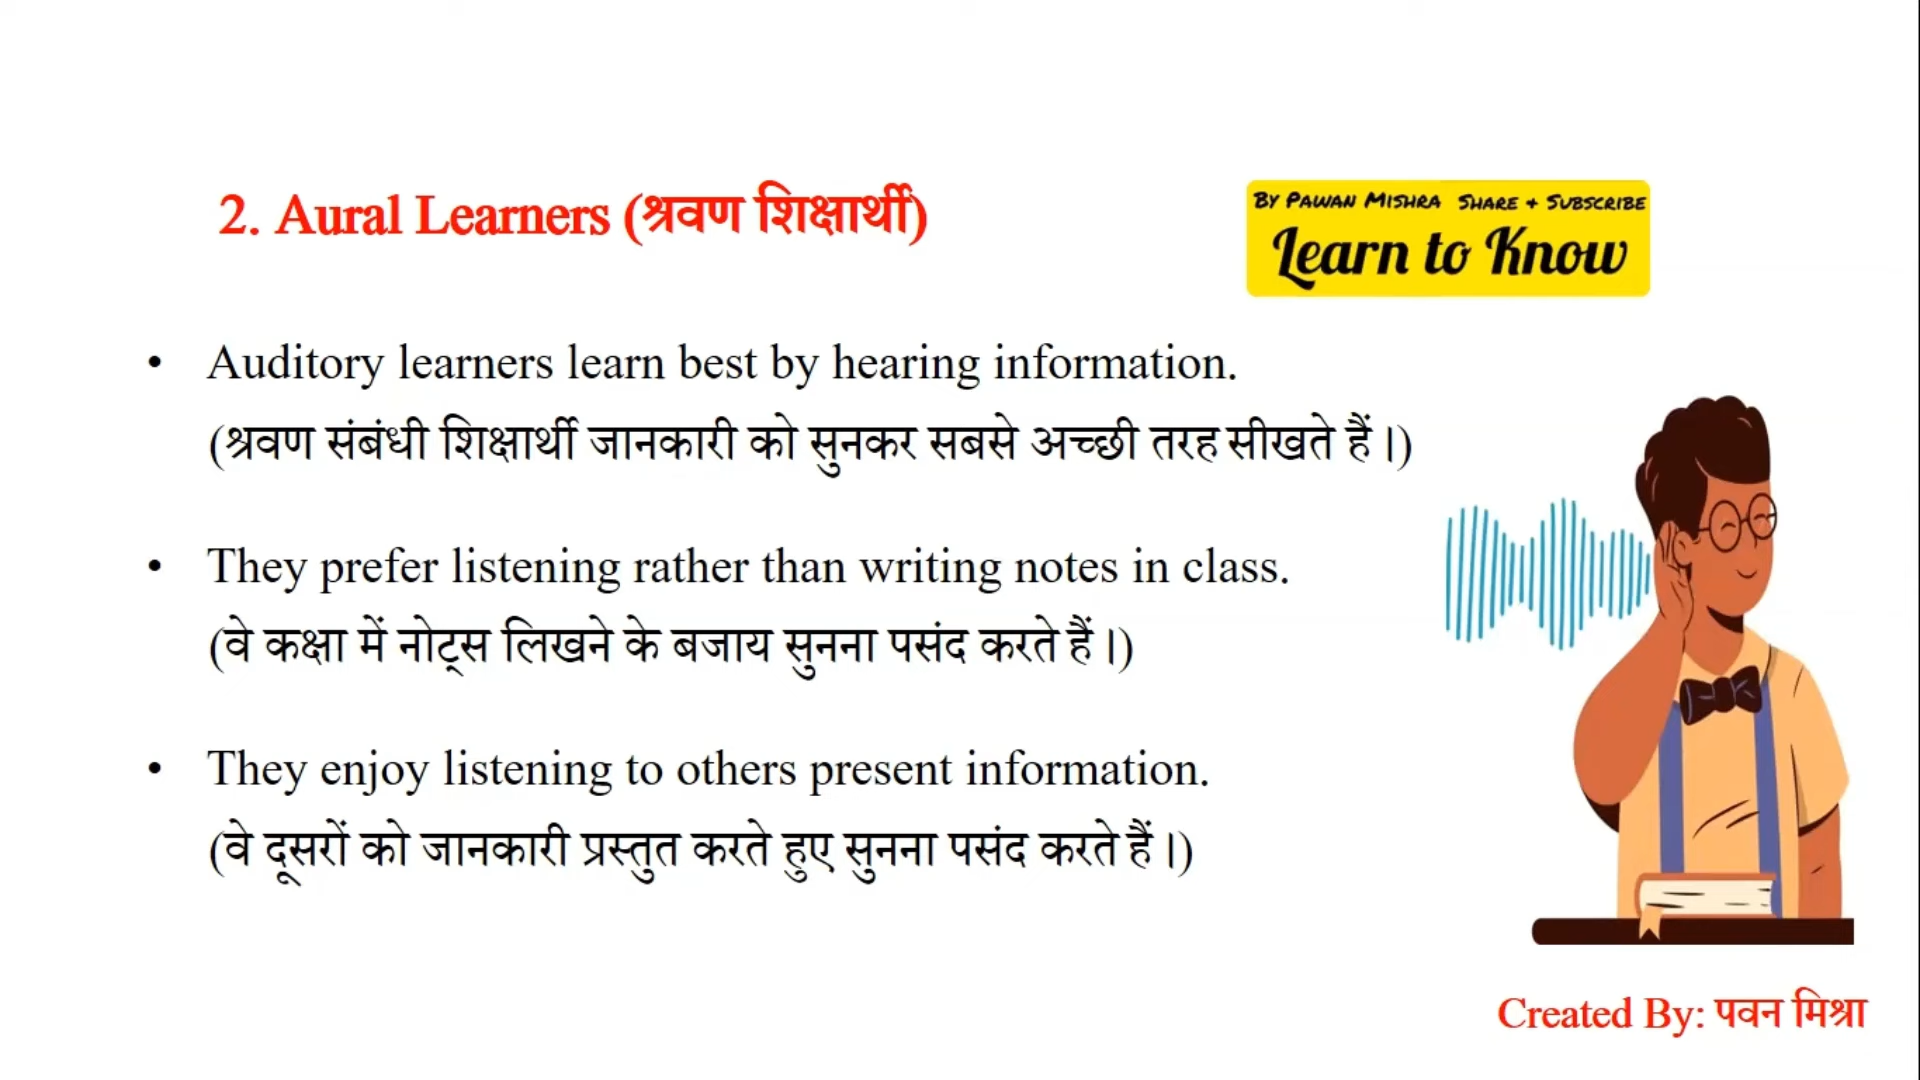 2. Aural Learners (श्रवण शिक्षार्थी)
By Pawan Mishra Share + Subscribe
Learn to Know
• Auditory learners learn best by hearing information.
(श्रवण संबंधी शिक्षार्थी जानकारी को सुनकर सबसे अच्छी तरह सीखते हैं।)
• They prefer listening rather than writing notes in class.
(वे कक्षा में नोट्स लिखने के बजाय सुनना पसंद करते हैं।)
• They enjoy listening to others present information.
(वे दूसरों को जानकारी प्रस्तुत करते हुए सुनना पसंद करते हैं।)
Created By: पवन मिश्रा